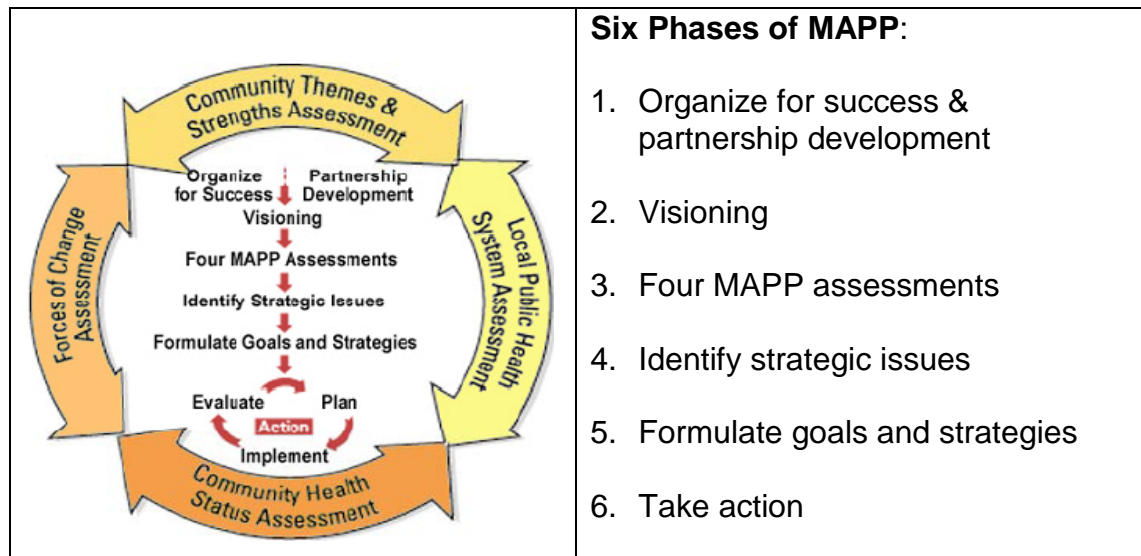 Community Themes &
Strengths Assessment
Organize
for Success
Partnership
Development
Visioning
Four MAPP Assessments
Identify Strategic Issues
Formulate Goals and Strategies
Evaluate
Plan
Action
Implement
Forces of Change
Assessment
Local Public Health
System Assessment
Community Health
Status Assessment
Six Phases of MAPP:
1. Organize for success &
partnership development
2. Visioning
3. Four MAPP assessments
4. Identify strategic issues
5. Formulate goals and strategies
6. Take action